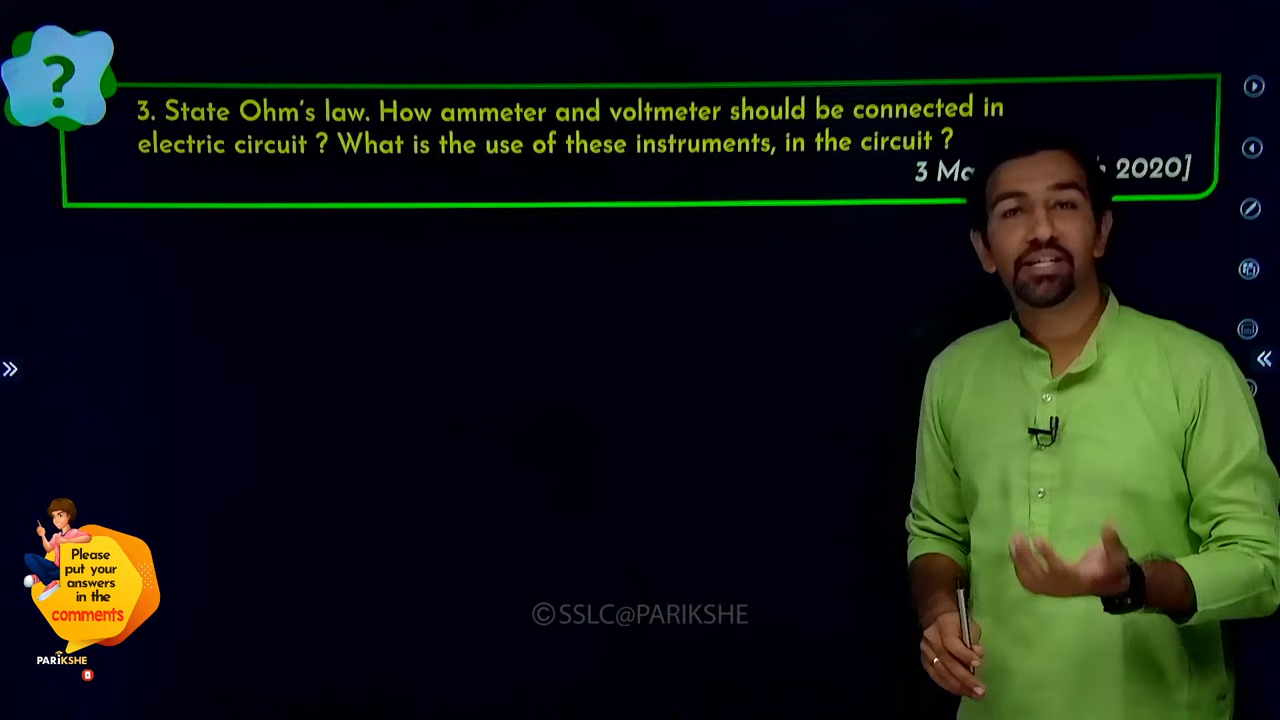 3. State Ohm's law. How ammeter and voltmeter should be connected in
electric circuit ? What is the use of these instruments, in the circuit ?
3 2020]
Please
put your
answers
in the
comments
PARIKSHE
©SSLC@PARIKSHE